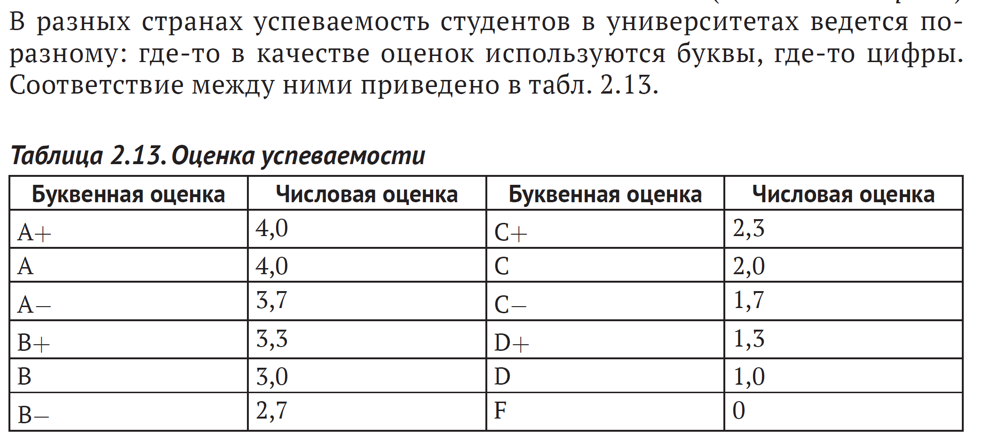 В разных странах успеваемость студентов в университетах ведется по-
разному: где-то в качестве оценок используются буквы, где-то цифры.
Соответствие между ними приведено в табл. 2.13.
Таблица 2.13. Оценка успеваемости
Буквенная оценка Числовая оценка Буквенная оценка Числовая оценка
A+ 4,0 C+ 2,3
A 4,0 C 2,0
A– 3,7 C– 1,7
B+ 3,3 D+ 1,3
B 3,0 D 1,0
B– 2,7 F 0